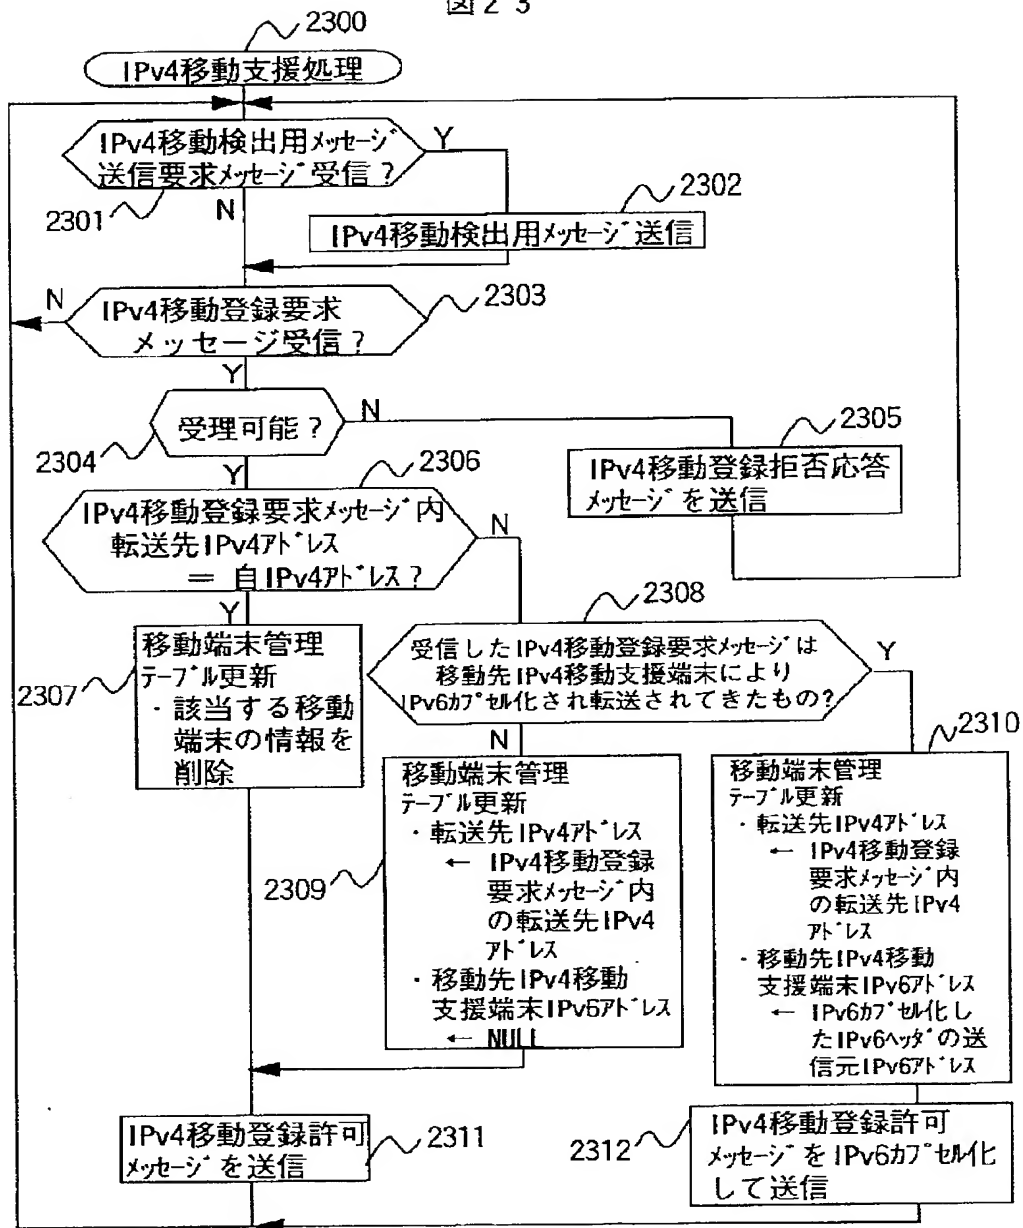 図23
2300
IPv4移動支援処理
IPv4移動検出用メッセージ
送信要求メッセージ受信？
Y
2301
N
2302
IPv4移動検出用メッセージ送信
N
IPv4移動登録要求
メッセージ受信？
2303
Y
受理可能？
N
2304
Y
2305
IPv4移動登録拒否応答
メッセージを送信
2306
IPv4移動登録要求メッセージ内
転送先IPv4アドレス
＝ 自IPv4アドレス？
N
Y
2307
移動端末管理
テーブル更新
・該当する移動
端末の情報を
削除
2308
受信したIPv4移動登録要求メッセージは
移動先IPv4移動支援端末により
IPv6カプセル化され転送されてきたもの？
Y
N
2309
移動端末管理
テーブル更新
・転送先IPv4アドレス
← IPv4移動登録
要求メッセージ内
の転送先IPv4
アドレス
・移動先IPv4移動
支援端末IPv6アドレス
← NULL
2310
移動端末管理
テーブル更新
・転送先IPv4アドレス
← IPv4移動登録
要求メッセージ内
の転送先IPv4
アドレス
・移動先IPv4移動
支援端末IPv6アドレス
← IPv6カプセル化し
たIPv6ヘッダの送
信元IPv6アドレス
IPv4移動登録許可
メッセージを送信
2311
2312
IPv4移動登録許可
メッセージをIPv6カプセル化
して送信